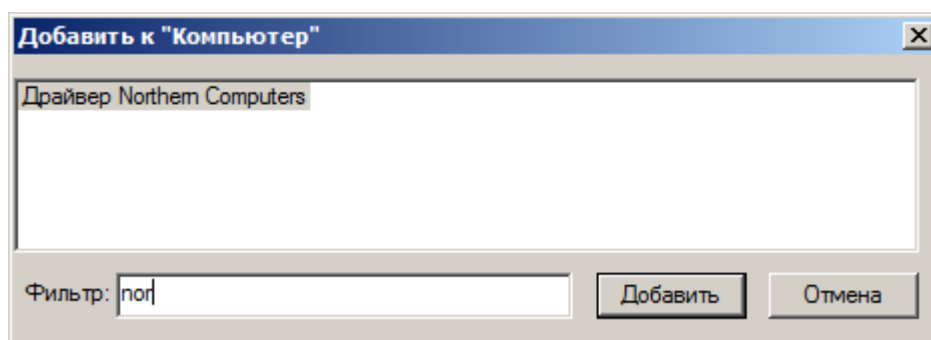 Добавить к "Компьютер"
Драйвер Northern Computers
Фильтр: nor Добавить Отмена